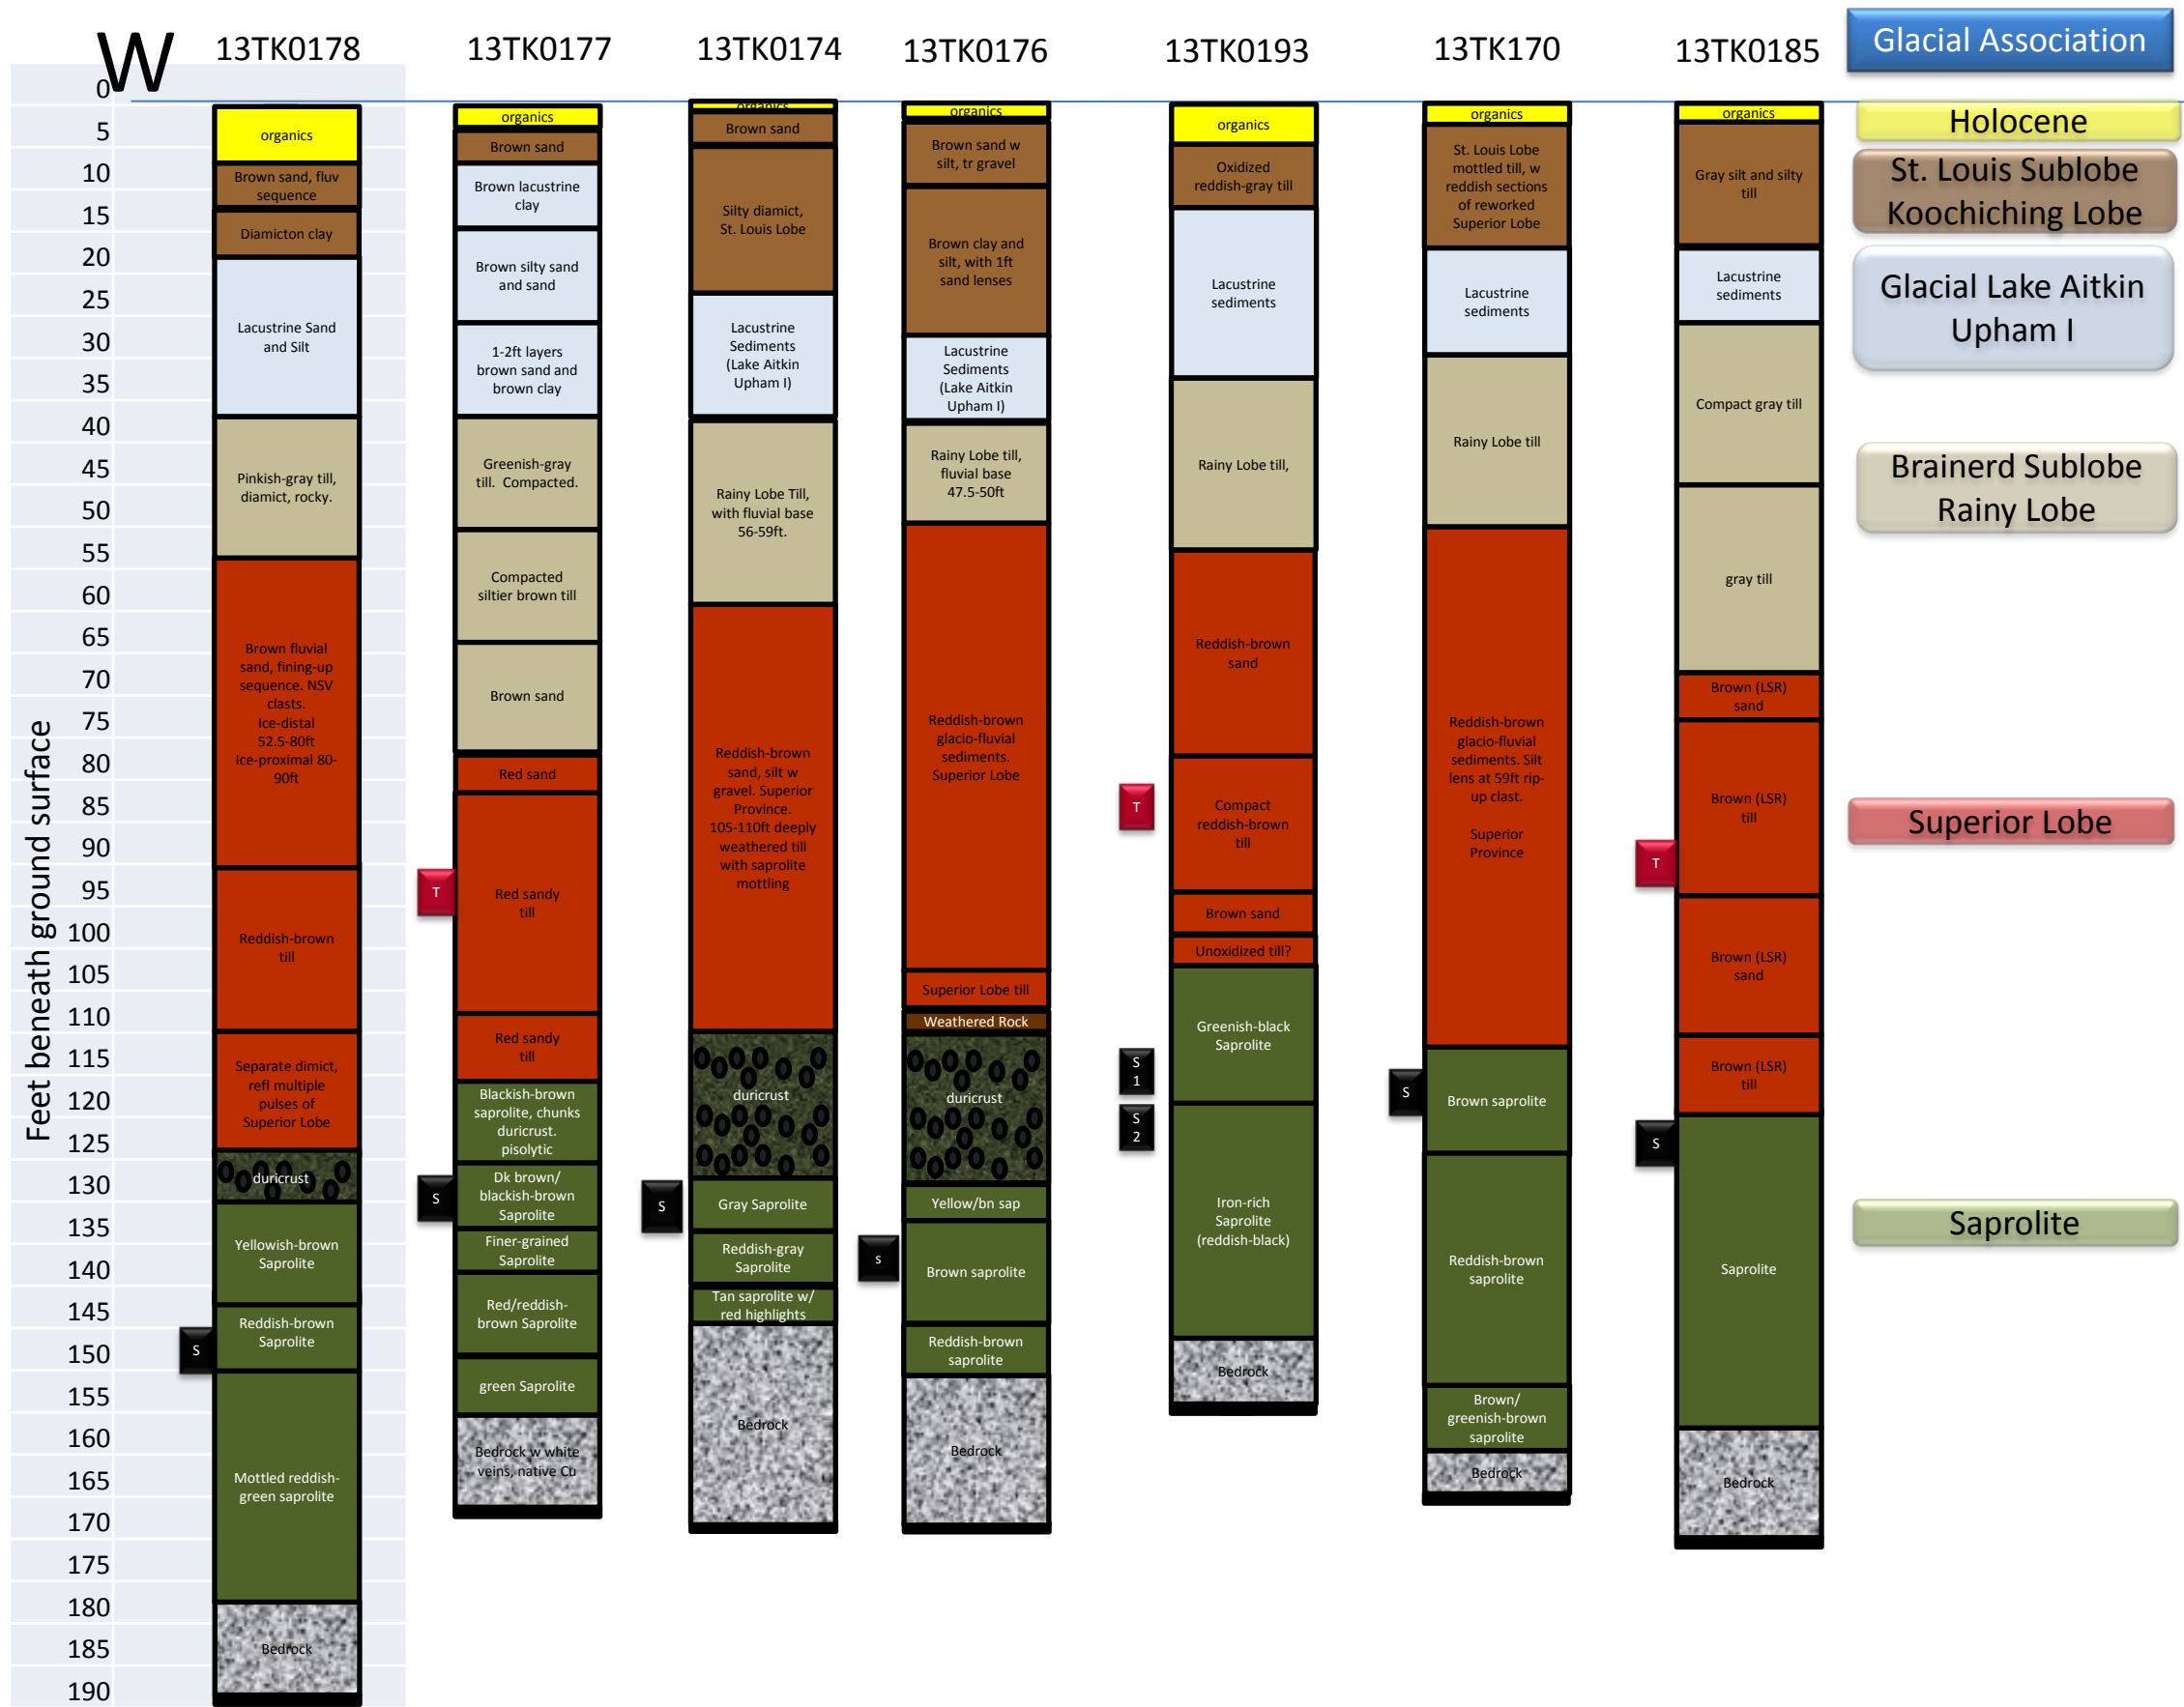 W
13TK0178
13TK0177
13TK0174
13TK0176
13TK0193
13TK170
13TK0185
Glacial Association
Feet beneath ground surface
0
5
10
15
20
25
30
35
40
45
50
55
60
65
70
75
80
85
90
95
100
105
110
115
120
125
130
135
140
145
150
155
160
165
170
175
180
185
190
organics
Brown sand, fluv
sequence
Diamicton clay
Lacustrine Sand
and Silt
Pinkish-gray till,
diamict, rocky.
Brown fluvial
sand, fining-up
sequence. NSV
clasts.
Ice-distal
52.5-80ft
Ice-proximal 80-
90ft
Reddish-brown
till
Separate dimict,
refl multiple
pulses of
Superior Lobe
duricrust
Yellowish-brown
Saprolite
Reddish-brown
Saprolite
S
Mottled reddish-
green saprolite
Bedrock
organics
Brown sand
Brown lacustrine
clay
Brown silty sand
and sand
1-2ft layers
brown sand and
brown clay
Greenish-gray
till. Compacted.
Compacted
siltier brown till
Brown sand
Red sand
T
Red sandy
till
Red sandy
till
Blackish-brown
saprolite, chunks
duricrust.
pisolytic
S
Dk brown/
blackish-brown
Saprolite
Finer-grained
Saprolite
Red/reddish-
brown Saprolite
green Saprolite
Bedrock w white
veins, native Cu
organics
Brown sand
Silty diamict,
St. Louis Lobe
Lacustrine
Sediments
(Lake Aitkin
Upham I)
Rainy Lobe Till,
with fluvial base
56-59ft.
Reddish-brown
sand, silt w
gravel. Superior
Province.
105-110ft deeply
weathered till
with saprolite
mottling
duricrust
S
Gray Saprolite
Reddish-gray
Saprolite
Tan saprolite w/
red highlights
Bedrock
organics
Brown sand w
silt, tr gravel
Brown clay and
silt, with 1ft
sand lenses
Lacustrine
Sediments
(Lake Aitkin
Upham I)
Rainy Lobe till,
fluvial base
47.5-50ft
Reddish-brown
glacio-fluvial
sediments.
Superior Lobe
Superior Lobe till
Weathered Rock
duricrust
Yellow/bn sap
s
Brown saprolite
Reddish-brown
saprolite
Bedrock
organics
Oxidized
reddish-gray till
Lacustrine
sediments
Rainy Lobe till,
Reddish-brown
sand
T
Compact
reddish-brown
till
Brown sand
Unoxidized till?
Greenish-black
Saprolite
S
1
S
2
Iron-rich
Saprolite
(reddish-black)
Bedrock
organics
St. Louis Lobe
mottled till, w
reddish sections
of reworked
Superior Lobe
Lacustrine
sediments
Rainy Lobe till
Reddish-brown
glacio-fluvial
sediments. Silt
lens at 59ft rip-
up clast.
Superior
Province
S
Brown saprolite
Reddish-brown
saprolite
Brown/
greenish-brown
saprolite
Bedrock
organics
Gray silt and silty
till
Lacustrine
sediments
Compact gray till
gray till
Brown (LSR)
sand
Brown (LSR)
till
T
Brown (LSR)
sand
Brown (LSR)
till
S
Saprolite
Bedrock
Holocene
St. Louis Sublobe
Koochiching Lobe
Glacial Lake Aitkin
Upham I
Brainerd Sublobe
Rainy Lobe
Superior Lobe
Saprolite